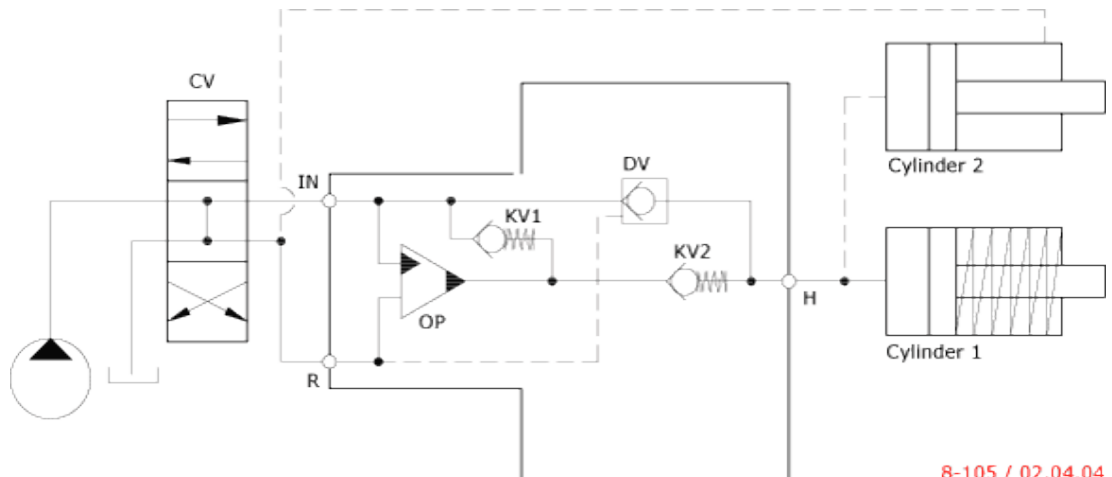 CV
Cylinder 2
IN
DV
KV1
KV2
H
OP
R
Cylinder 1
8-105 / 02.04.04